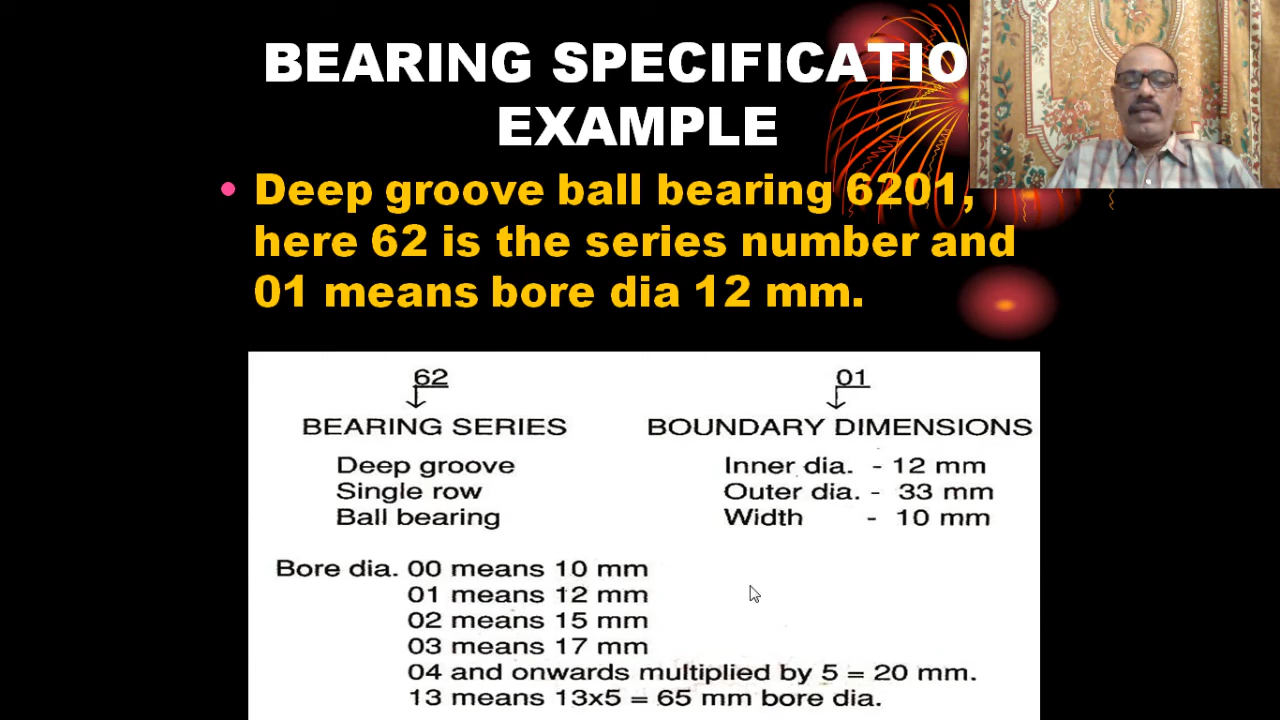 BEARING SPECIFICATIO
EXAMPLE
• Deep groove ball bearing 6201,
here 62 is the series number and
01 means bore dia 12 mm.
62 01
BEARING SERIES BOUNDARY DIMENSIONS
Deep groove Inner dia. - 12 mm
Single row Outer dia. - 33 mm
Ball bearing Width - 10 mm
Bore dia. 00 means 10 mm
01 means 12 mm
02 means 15 mm
03 means 17 mm
04 and onwards multiplied by 5 = 20 mm.
13 means 13x5 = 65 mm bore dia.